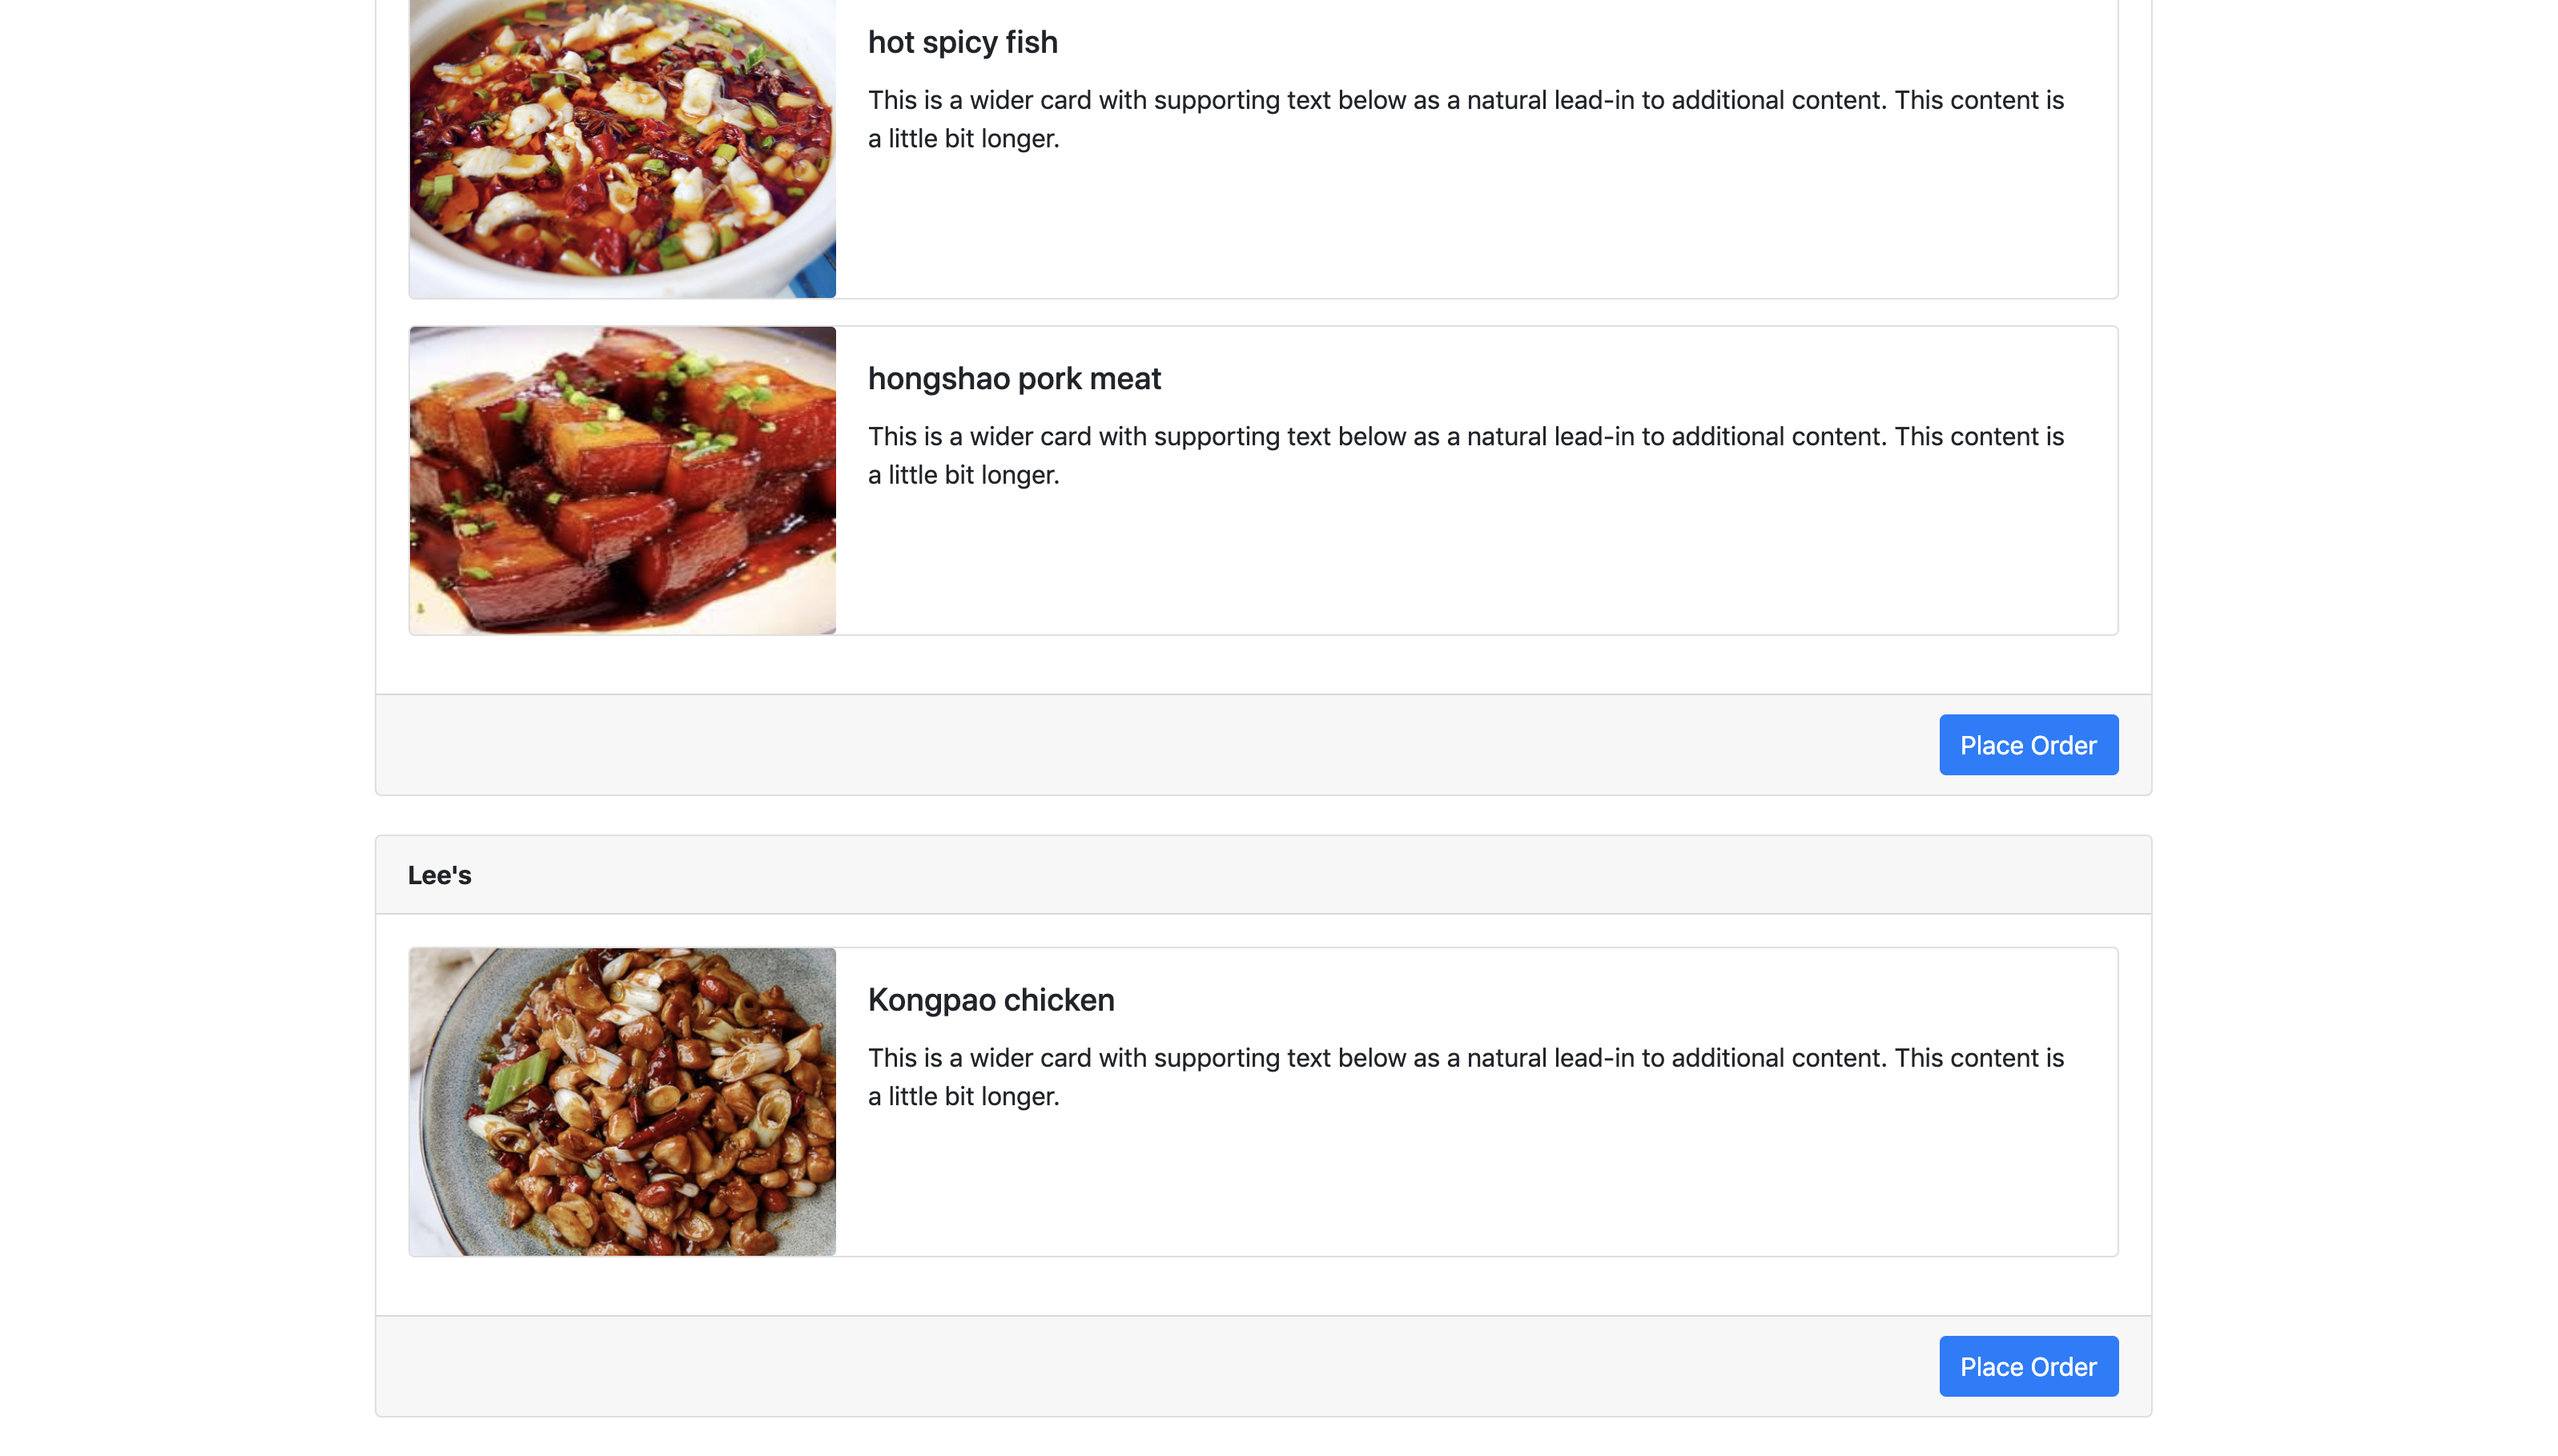 hot spicy fish
This is a wider card with supporting text below as a natural lead-in to additional content. This content is
a little bit longer.
hongshao pork meat
This is a wider card with supporting text below as a natural lead-in to additional content. This content is
a little bit longer.
Place Order
Lee's
Kongpao chicken
This is a wider card with supporting text below as a natural lead-in to additional content. This content is
a little bit longer.
Place Order